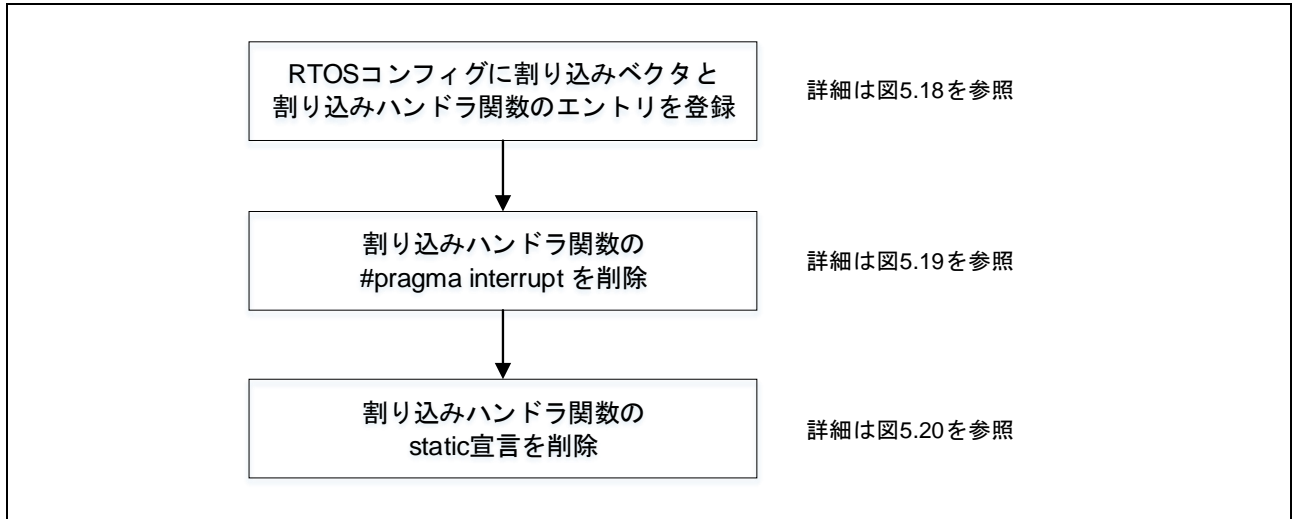 RTOSコンフィグに割り込みベクタと
割り込みハンドラ関数のエントリを登録
詳細は図5.18を参照
割り込みハンドラ関数の
#pragma interrupt を削除
詳細は図5.19を参照
割り込みハンドラ関数の
static宣言を削除
詳細は図5.20を参照